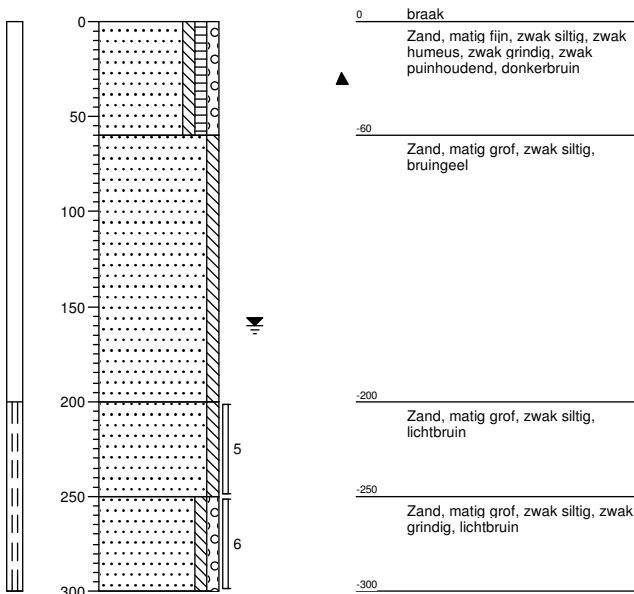 0
50
100
150
200
250
300
5
6
0
braak
Zand, matig fijn, zwak siltig, zwak
humeus, zwak grindig, zwak
puinhoudend, donkerbruin
-60
Zand, matig grof, zwak siltig,
bruingeel
-200
Zand, matig grof, zwak siltig,
lichtbruin
-250
Zand, matig grof, zwak siltig, zwak
grindig, lichtbruin
-300